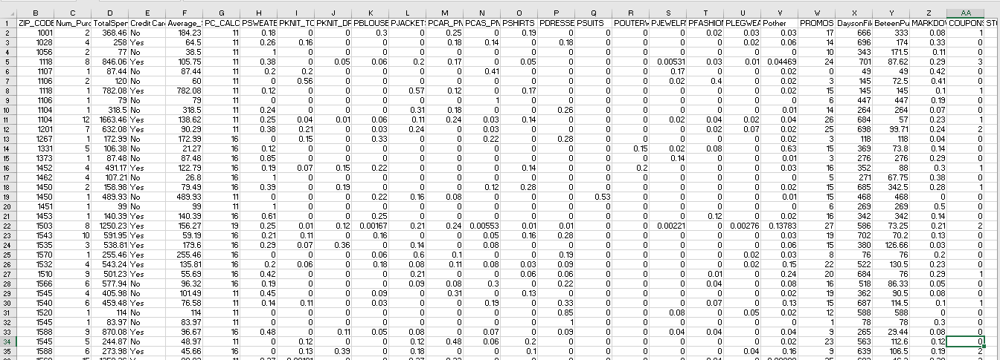 B C D E F G H I J K L M N O P Q R S T U V W X Y Z AA
1 ZIP_CODE Num_Purc TotalSpen Credit Card Average_ PC_CALC PSWEATE PKNIT_TO PKNIT_DR PBLOUSE PJACKET PCAR_PN PCAS_PN PSHIRTS PDRESSE PSUITS POUTERW PJEWELR PFASHIO PLEGWEA Pother PROMOS DaysonFil BeteenPu MARKDOV COUPONS STO
2 1001 2 368.46 No 184.23 11 0.18 0 0 0.3 0 0.25 0 0.19 0 0 0 0 0.02 0.03 0.03 17 666 333 0.08 1
3 1028 4 258 Yes 64.5 11 0.26 0.16 0 0 0 0.18 0.14 0 0.18 0 0 0 0 0.02 0.06 14 696 174 0.33 0
4 1056 2 77 No 38.5 11 1 0 0 0 0 0 0 0 0 0 0 0 0 0 0 10 343 171.5 0.11 0
5 1118 8 846.06 Yes 105.75 11 0.38 0 0.05 0.06 0.2 0.17 0 0.05 0 0 0 0.00531 0.03 0.01 0.04469 24 701 87.62 0.29 3
6 1107 1 87.44 No 87.44 11 0.2 0.2 0 0 0 0 0.41 0 0 0 0 0.17 0 0 0.02 0 49 49 0.42 0
7 1106 2 120 No 60 11 0 0.56 0 0 0 0 0 0 0 0 0 0.02 0.4 0 0.02 3 145 72.5 0.41 0
8 1118 1 782.08 Yes 782.08 11 0.12 0 0 0 0.57 0.12 0 0.17 0 0 0 0 0 0 0.02 15 145 145 0.1 1
9 1106 1 79 No 79 11 0 0 0 0 0 0 1 0 0 0 0 0 0 0 0 6 447 447 0.19 0
10 1104 1 318.5 No 318.5 11 0.24 0 0 0 0.31 0.18 0 0 0.26 0 0 0 0 0 0.01 14 264 264 0.07 0
11 1104 12 1663.46 Yes 138.62 11 0.25 0.04 0.01 0.06 0.11 0.24 0.03 0.14 0 0 0 0.02 0.04 0.02 0.04 26 684 57 0.23 1
12 1201 7 632.08 Yes 90.29 11 0.38 0.21 0 0.03 0.24 0 0.03 0 0 0 0 0 0.02 0.07 0.02 25 698 99.71 0.24 2
13 1267 1 172.99 No 172.99 16 0 0.15 0 0.33 0 0 0.22 0 0.28 0 0 0 0 0 0.02 3 118 118 0.04 0
14 1331 5 106.38 No 21.27 16 0.12 0 0 0 0 0 0 0 0 0 0.15 0.02 0.08 0 0.63 15 369 73.8 0.14 0
15 1373 1 87.48 No 87.48 16 0.85 0 0 0 0 0 0 0 0 0 0 0.14 0 0 0.01 3 276 276 0.29 0
16 1452 4 491.17 Yes 122.79 16 0.19 0.07 0.15 0.22 0 0 0 0.14 0 0 0.2 0 0 0 0.03 16 352 88 0.3 1
17 1462 4 107.21 No 26.8 16 1 0 0 0 0 0 0 0 0 0 0 0 0 0 0 5 271 67.75 0.38 0
18 1450 2 158.98 Yes 79.49 16 0.39 0 0.19 0 0 0 0.12 0.28 0 0 0 0 0 0 0.02 15 685 342.5 0.28 1
19 1450 1 489.93 No 489.93 11 0 0 0 0.22 0.16 0.08 0 0 0 0.53 0 0 0 0 0.01 15 468 468 0 0
20 1451 1 99 No 99 11 1 0 0 0 0 0 0 0 0 0 0 0 0 0 0 6 269 269 0.5 0
21 1453 1 140.39 Yes 140.39 16 0.61 0 0 0.25 0 0 0 0 0 0 0 0 0.12 0 0.02 16 342 342 0.14 0
22 1503 8 1250.23 Yes 156.27 19 0.25 0.01 0.12 0.00167 0.21 0.24 0.00553 0.01 0.01 0 0 0.00221 0 0.00276 0.13783 27 586 73.25 0.21 2
23 1543 10 591.95 Yes 59.19 16 0.21 0.11 0 0.16 0 0 0.05 0.16 0.28 0 0 0 0 0 0.03 19 702 70.2 0.13 0
24 1535 3 538.81 Yes 179.6 16 0.29 0.07 0.36 0 0.14 0 0.08 0 0 0 0 0 0 0 0.06 15 380 126.66 0.03 0
25 1570 1 255.46 Yes 255.46 16 0 0 0 0.06 0.6 0.1 0 0 0.19 0 0 0 0 0.02 0.03 8 76 76 0.2 0
26 1532 4 543.24 Yes 135.81 16 0.2 0.06 0 0.18 0.08 0.11 0.08 0.03 0.09 0 0 0 0 0.02 0.15 22 522 130.5 0.23 0
27 1510 9 501.23 Yes 55.69 16 0.42 0 0 0 0.21 0 0 0.06 0.06 0 0 0 0.01 0 0.24 20 684 76 0.29 1
28 1566 6 577.94 No 96.32 11 0.19 0 0 0 0.09 0.08 0.3 0 0.22 0 0 0 0.04 0 0.08 16 518 86.33 0.05 0
29 1545 4 405.98 No 101.49 11 0.45 0 0 0.09 0 0.31 0 0.13 0 0 0 0 0 0 0.02 19 362 90.5 0.08 0
30 1540 6 459.48 Yes 76.58 11 0.14 0.11 0 0.03 0 0 0.19 0 0.33 0 0 0 0.07 0 0.13 15 687 114.5 0.1 1
31 1520 1 114 No 114 11 0 0 0 0 0 0 0 0 0.85 0 0 0.08 0 0.05 0.02 12 588 588 0 0
32 1545 1 83.97 No 83.97 11 0 0 0 0 0 0 0 0 1 0 0 0 0 0 0 1 78 78 0.3 0
33 1588 9 870.08 Yes 96.67 16 0.48 0 0.11 0.05 0.08 0 0.07 0 0.09 0 0 0.04 0.04 0 0.04 9 265 29.44 0.08 0
34 1545 5 244.87 No 48.97 11 0 0.12 0 0 0.12 0.48 0.06 0.2 0 0 0 0 0 0 0.02 23 563 112.6 0.12 0
35 1588 6 273.98 Yes 45.66 16 0 0.13 0.39 0 0.18 0 0 0.1 0 0 0 0 0 0.04 0.16 9 639 106.5 0.19 2